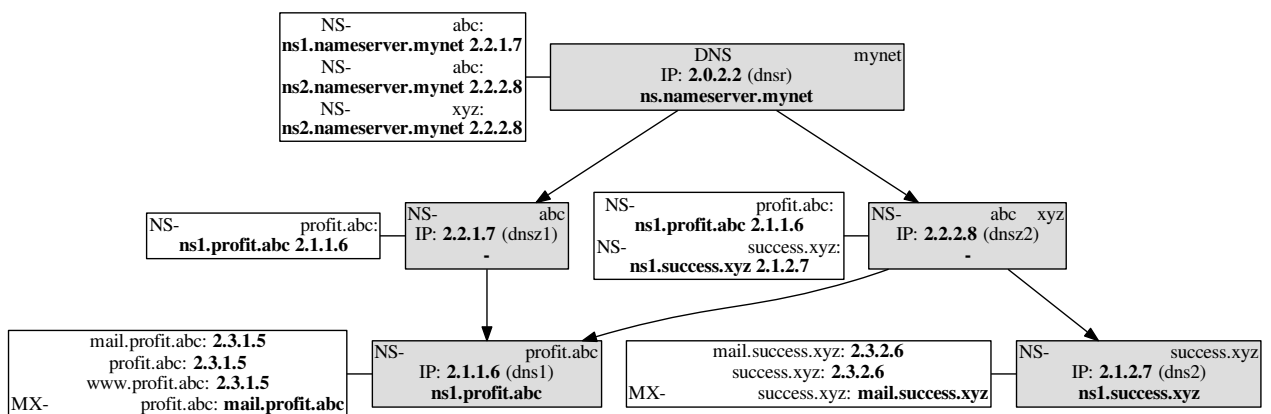 NS- abc:
ns1.nameserver.mynet 2.2.1.7
NS- abc:
ns2.nameserver.mynet 2.2.2.8
NS- xyz:
ns2.nameserver.mynet 2.2.2.8
DNS mynet
IP: 2.0.2.2 (dnsr)
ns.nameserver.mynet
NS- profit.abc:
ns1.profit.abc 2.1.1.6
NS- abc
IP: 2.2.1.7 (dnsz1)
-
NS- profit.abc:
ns1.profit.abc 2.1.1.6
NS- success.xyz:
ns1.success.xyz 2.1.2.7
NS- abc xyz
IP: 2.2.2.8 (dnsz2)
-
mail.profit.abc: 2.3.1.5
profit.abc: 2.3.1.5
www.profit.abc: 2.3.1.5
MX- profit.abc: mail.profit.abc
NS- profit.abc
IP: 2.1.1.6 (dns1)
ns1.profit.abc
mail.success.xyz: 2.3.2.6
success.xyz: 2.3.2.6
MX- success.xyz: mail.success.xyz
NS- success.xyz
IP: 2.1.2.7 (dns2)
ns1.success.xyz